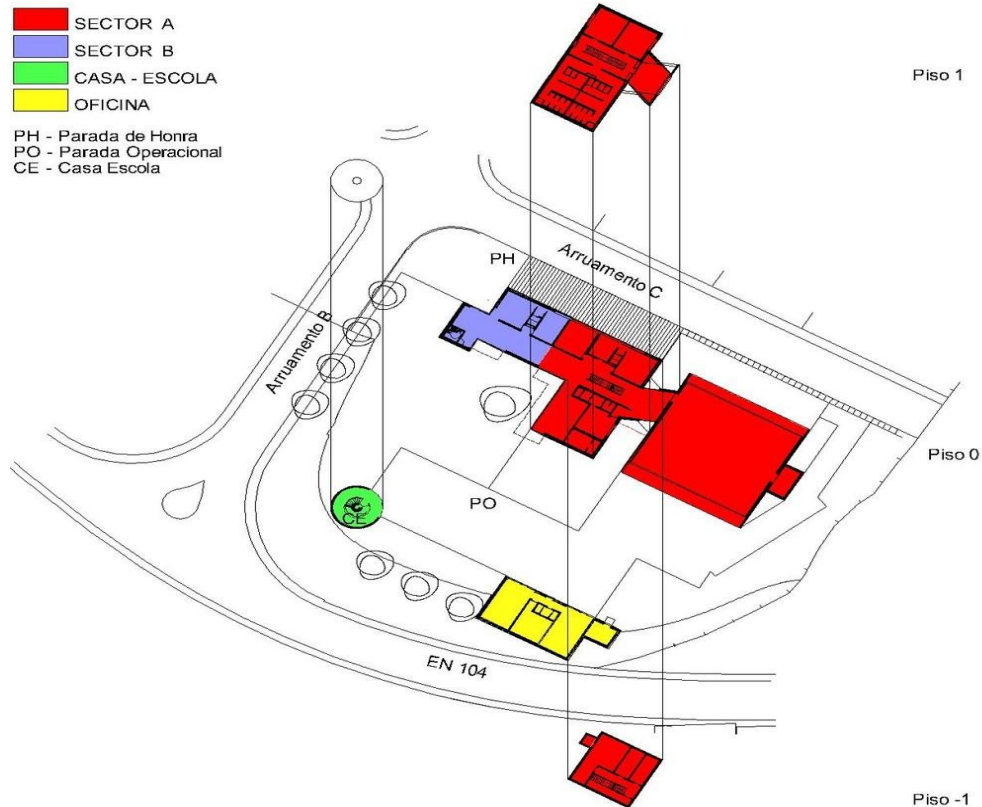 SECTOR A
SECTOR B
CASA - ESCOLA
OFICINA
PH - Parada de Honra
PO - Parada Operacional
CE - Casa Escola
Piso 1
PH
Arruamento C
Arruamento B
Piso 0
PO
CE
EN 104
Piso -1